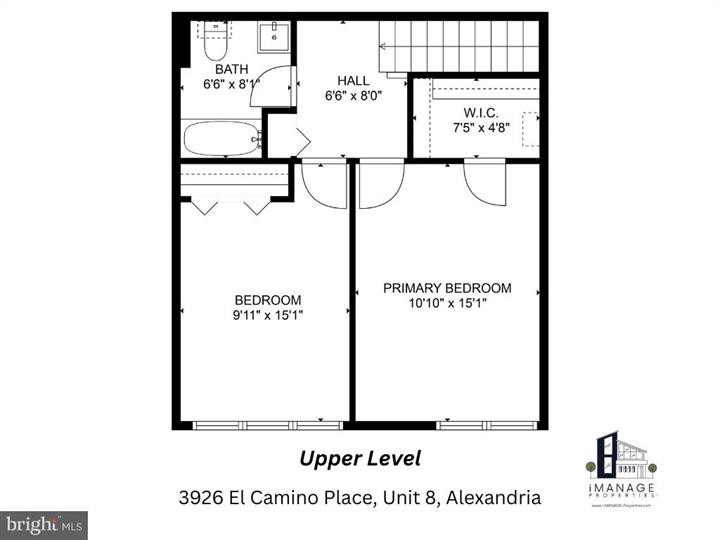 BATH
6'6" x 8'1"
HALL
6'6" x 8'0"
W.I.C.
7'5" x 4'8"
BEDROOM
9'11" x 15'1"
PRIMARY BEDROOM
10'10" x 15'1"
Upper Level
3926 El Camino Place, Unit 8, Alexandria
iMANAGE
PROPERTIES
www.iMANAGE-Properties.com
bright MLS